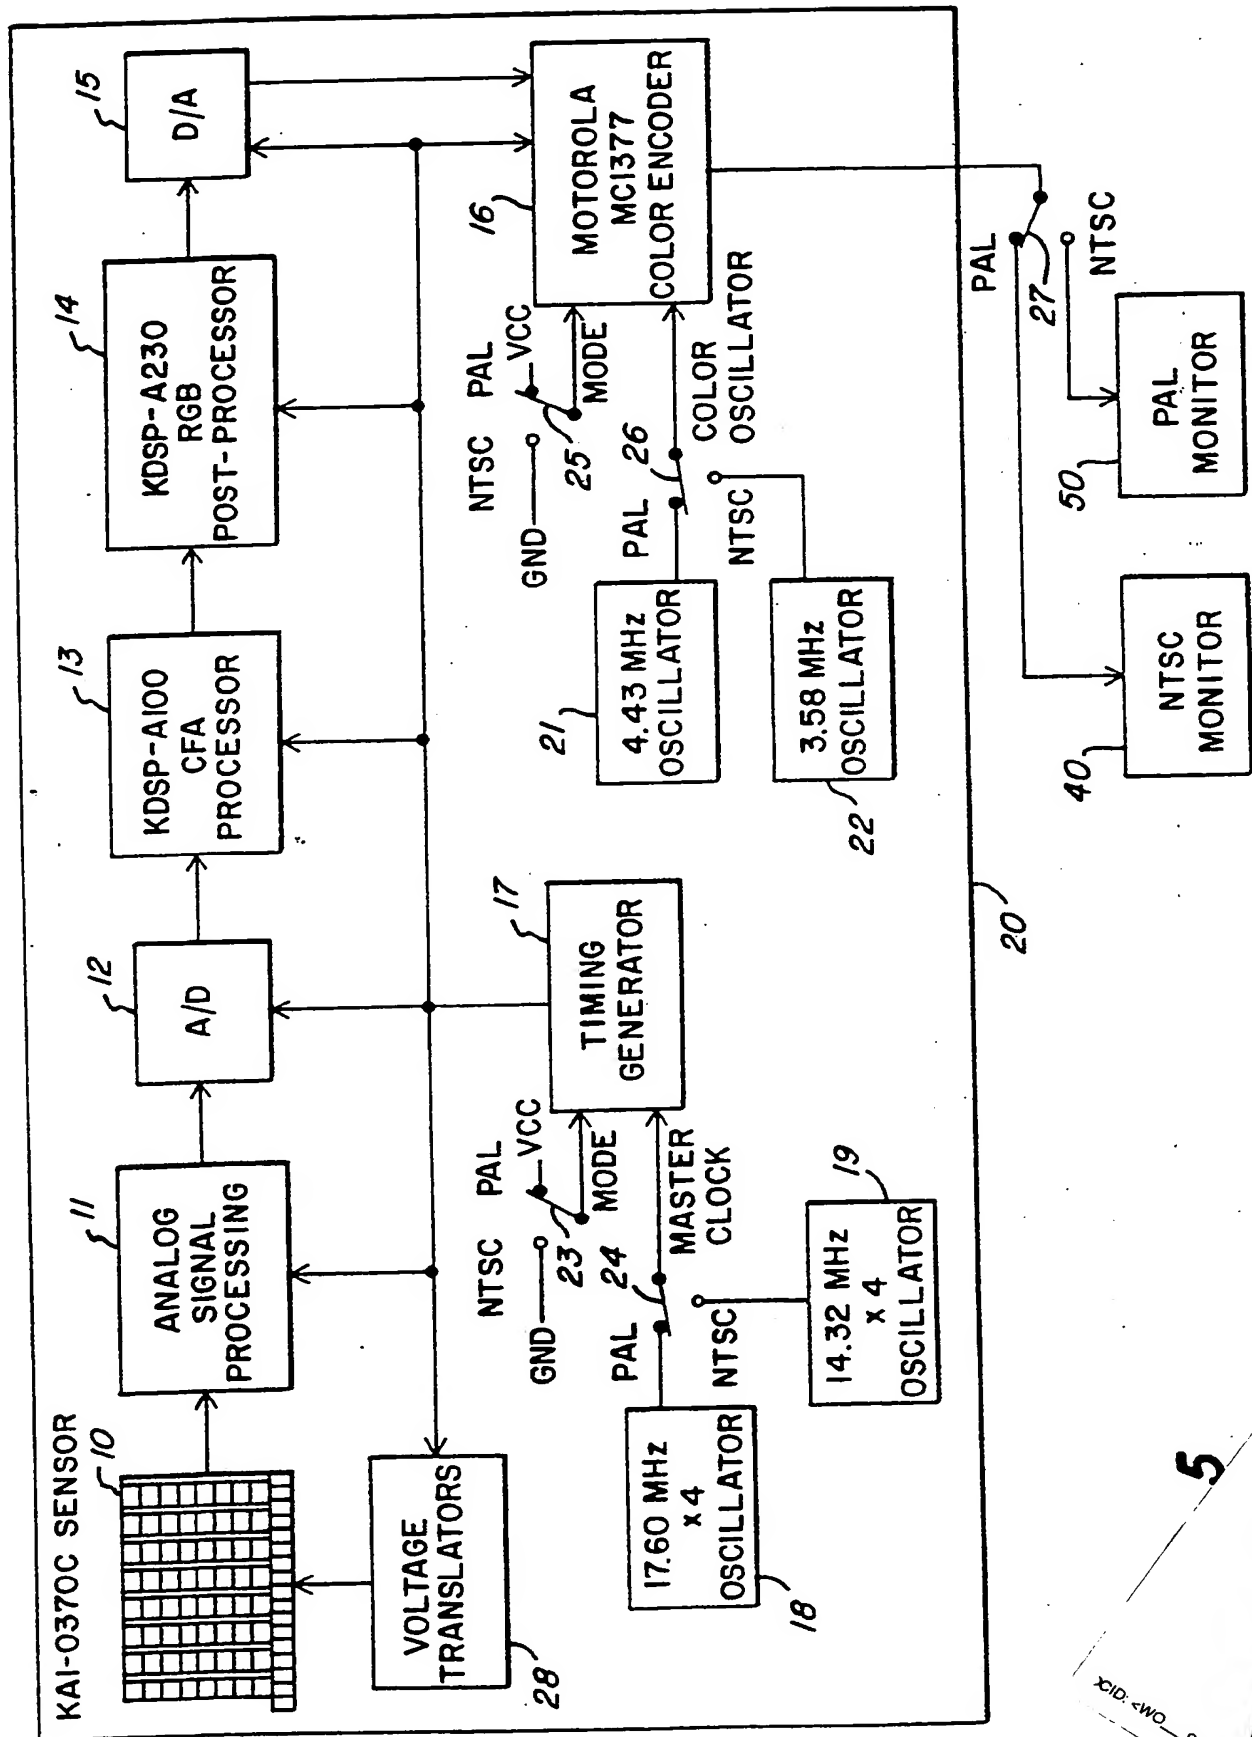 KAI-0370C SENSOR
10
11
ANALOG
SIGNAL
PROCESSING
12
A/D
13
KDSP-A100
CFA
PROCESSOR
14
KDSP-A230
RGB
POST-PROCESSOR
15
D/A
VOLTAGE
TRANSLATORS
28
NTSC PAL
GND
VCC
23
MODE
PAL
24
NTSC
MASTER
CLOCK
17
TIMING
GENERATOR
17.60 MHz
x 4
OSCILLATOR
18
14.32 MHz
x 4
OSCILLATOR
19
NTSC PAL
GND
VCC
25
MODE
16
MOTOROLA
MC1377
COLOR ENCODER
PAL
26
NTSC
COLOR
OSCILLATOR
21
4.43 MHz
OSCILLATOR
3.58 MHz
OSCILLATOR
22
20
PAL
27
NTSC
NTSC
MONITOR
40
PAL
MONITOR
50
5
XCID: <WO